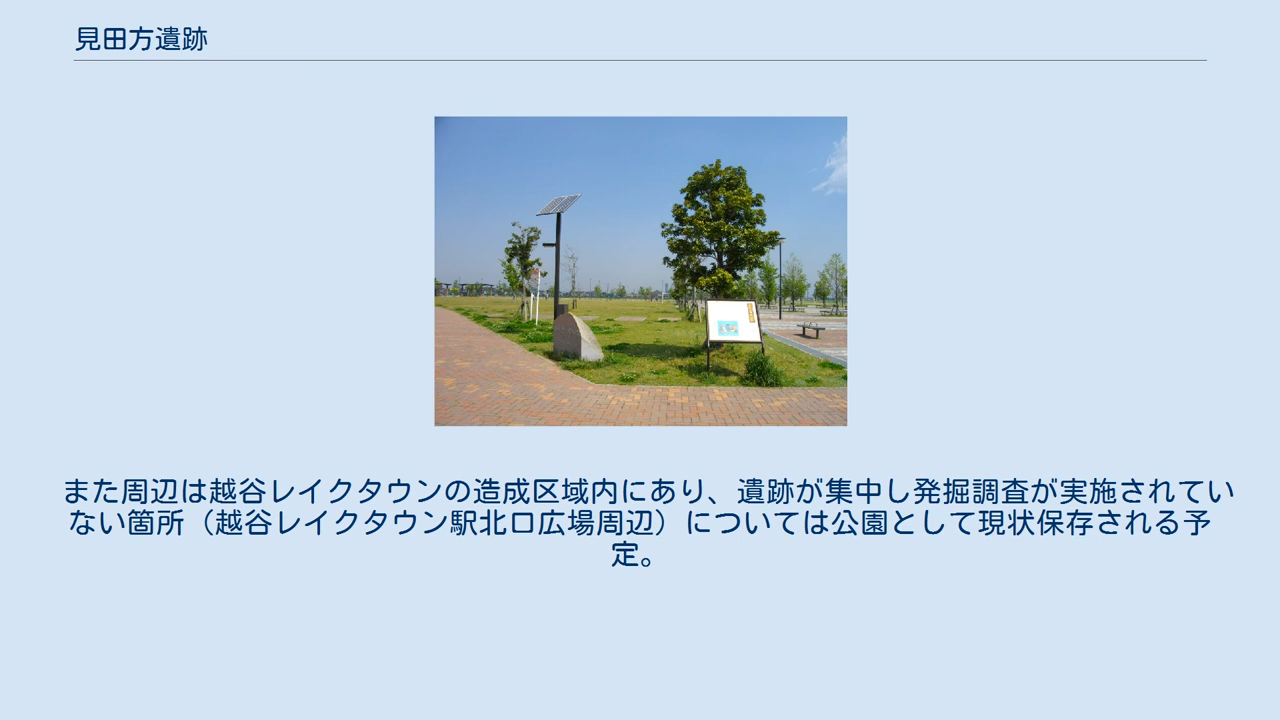 見田方遺跡
また周辺は越谷レイクタウンの造成区域内にあり、遺跡が集中し発掘調査が実施されてい
ない箇所（越谷レイクタウン駅北口広場周辺）については公園として現状保存される予
定。